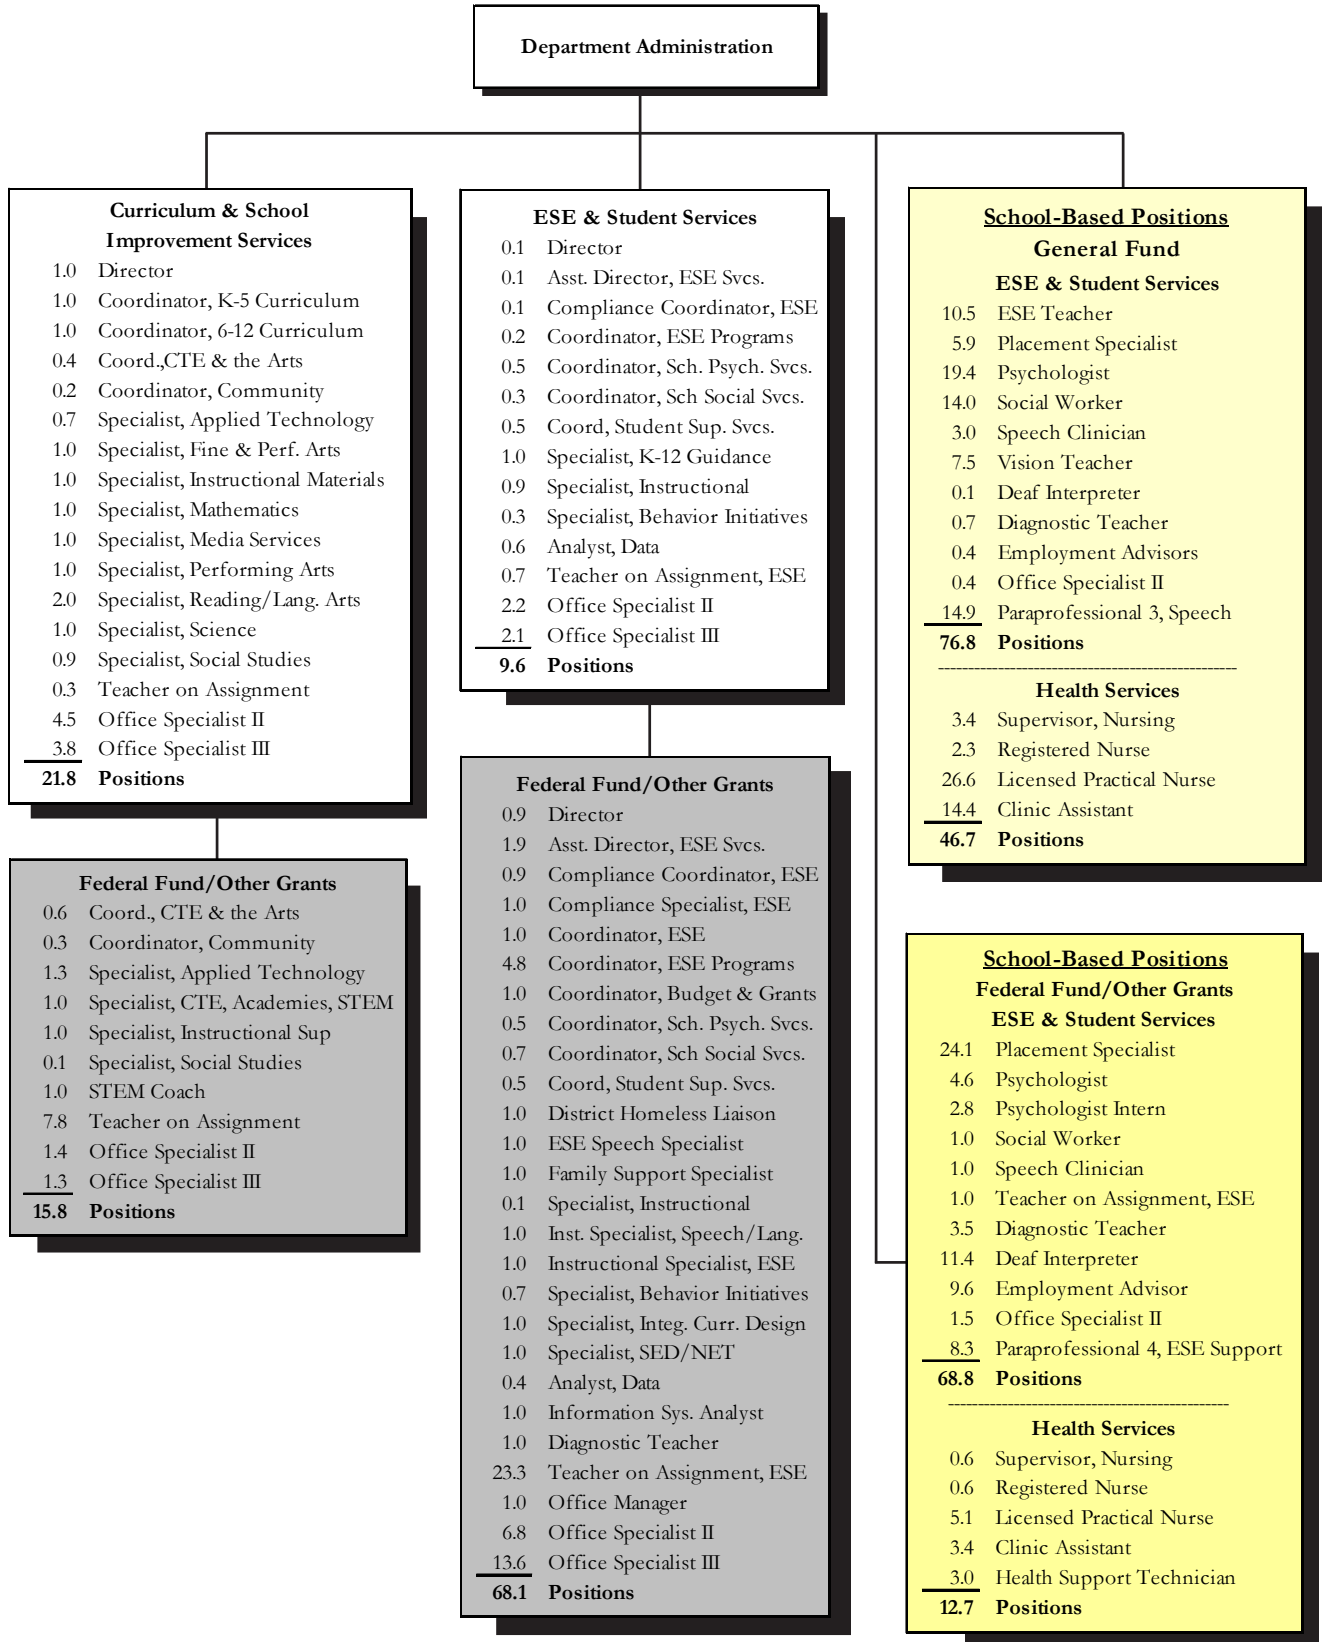 Department Administration
Curriculum & School
Improvement Services
1.0 Director
1.0 Coordinator, K-5 Curriculum
1.0 Coordinator, 6-12 Curriculum
0.4 Coord.,CTE & the Arts
0.2 Coordinator, Community
0.7 Specialist, Applied Technology
1.0 Specialist, Fine & Perf. Arts
1.0 Specialist, Instructional Materials
1.0 Specialist, Mathematics
1.0 Specialist, Media Services
1.0 Specialist, Performing Arts
2.0 Specialist, Reading/Lang. Arts
1.0 Specialist, Science
0.9 Specialist, Social Studies
0.3 Teacher on Assignment
4.5 Office Specialist II
3.8 Office Specialist III
21.8 Positions
Federal Fund/Other Grants
0.6 Coord., CTE & the Arts
0.3 Coordinator, Community
1.3 Specialist, Applied Technology
1.0 Specialist, CTE, Academies, STEM
1.0 Specialist, Instructional Sup
0.1 Specialist, Social Studies
1.0 STEM Coach
7.8 Teacher on Assignment
1.4 Office Specialist II
1.3 Office Specialist III
15.8 Positions
ESE & Student Services
0.1 Director
0.1 Asst. Director, ESE Svcs.
0.1 Compliance Coordinator, ESE
0.2 Coordinator, ESE Programs
0.5 Coordinator, Sch. Psych. Svcs.
0.3 Coordinator, Sch Social Svcs.
0.5 Coord, Student Sup. Svcs.
1.0 Specialist, K-12 Guidance
0.9 Specialist, Instructional
0.3 Specialist, Behavior Initiatives
0.6 Analyst, Data
0.7 Teacher on Assignment, ESE
2.2 Office Specialist II
2.1 Office Specialist III
9.6 Positions
Federal Fund/Other Grants
0.9 Director
1.9 Asst. Director, ESE Svcs.
0.9 Compliance Coordinator, ESE
1.0 Compliance Specialist, ESE
1.0 Coordinator, ESE
4.8 Coordinator, ESE Programs
1.0 Coordinator, Budget & Grants
0.5 Coordinator, Sch. Psych. Svcs.
0.7 Coordinator, Sch Social Svcs.
0.5 Coord, Student Sup. Svcs.
1.0 District Homeless Liaison
1.0 ESE Speech Specialist
1.0 Family Support Specialist
0.1 Specialist, Instructional
1.0 Inst. Specialist, Speech/Lang.
1.0 Instructional Specialist, ESE
0.7 Specialist, Behavior Initiatives
1.0 Specialist, Integ. Curr. Design
1.0 Specialist, SED/NET
0.4 Analyst, Data
1.0 Information Sys. Analyst
1.0 Diagnostic Teacher
23.3 Teacher on Assignment, ESE
1.0 Office Manager
6.8 Office Specialist II
13.6 Office Specialist III
68.1 Positions
School-Based Positions
General Fund
ESE & Student Services
10.5 ESE Teacher
5.9 Placement Specialist
19.4 Psychologist
14.0 Social Worker
3.0 Speech Clinician
7.5 Vision Teacher
0.1 Deaf Interpreter
0.7 Diagnostic Teacher
0.4 Employment Advisors
0.4 Office Specialist II
14.9 Paraprofessional 3, Speech
76.8 Positions
--------------------------------------------------
Health Services
3.4 Supervisor, Nursing
2.3 Registered Nurse
26.6 Licensed Practical Nurse
14.4 Clinic Assistant
46.7 Positions
School-Based Positions
Federal Fund/Other Grants
ESE & Student Services
24.1 Placement Specialist
4.6 Psychologist
2.8 Psychologist Intern
1.0 Social Worker
1.0 Speech Clinician
1.0 Teacher on Assignment, ESE
3.5 Diagnostic Teacher
11.4 Deaf Interpreter
9.6 Employment Advisor
1.5 Office Specialist II
8.3 Paraprofessional 4, ESE Support
68.8 Positions
-----------------------------------------------
Health Services
0.6 Supervisor, Nursing
0.6 Registered Nurse
5.1 Licensed Practical Nurse
3.4 Clinic Assistant
3.0 Health Support Technician
12.7 Positions